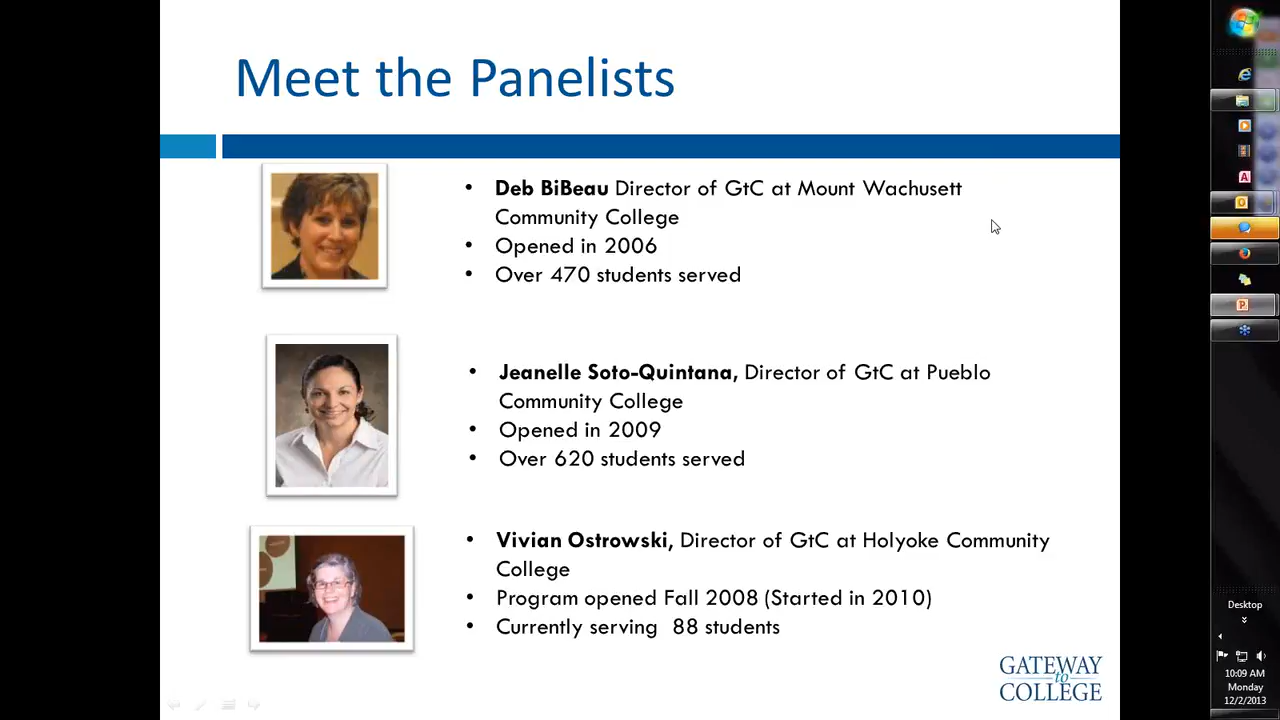 Meet the Panelists
• Deb BiBeau Director of GtC at Mount Wachusett
Community College
• Opened in 2006
• Over 470 students served
• Jeanelle Soto-Quintana, Director of GtC at Pueblo
Community College
• Opened in 2009
• Over 620 students served
• Vivian Ostrowski, Director of GtC at Holyoke Community
College
• Program opened Fall 2008 (Started in 2010)
• Currently serving 88 students
GATEWAY
to
COLLEGE
Desktop
10:09 AM
Monday
12/2/2013